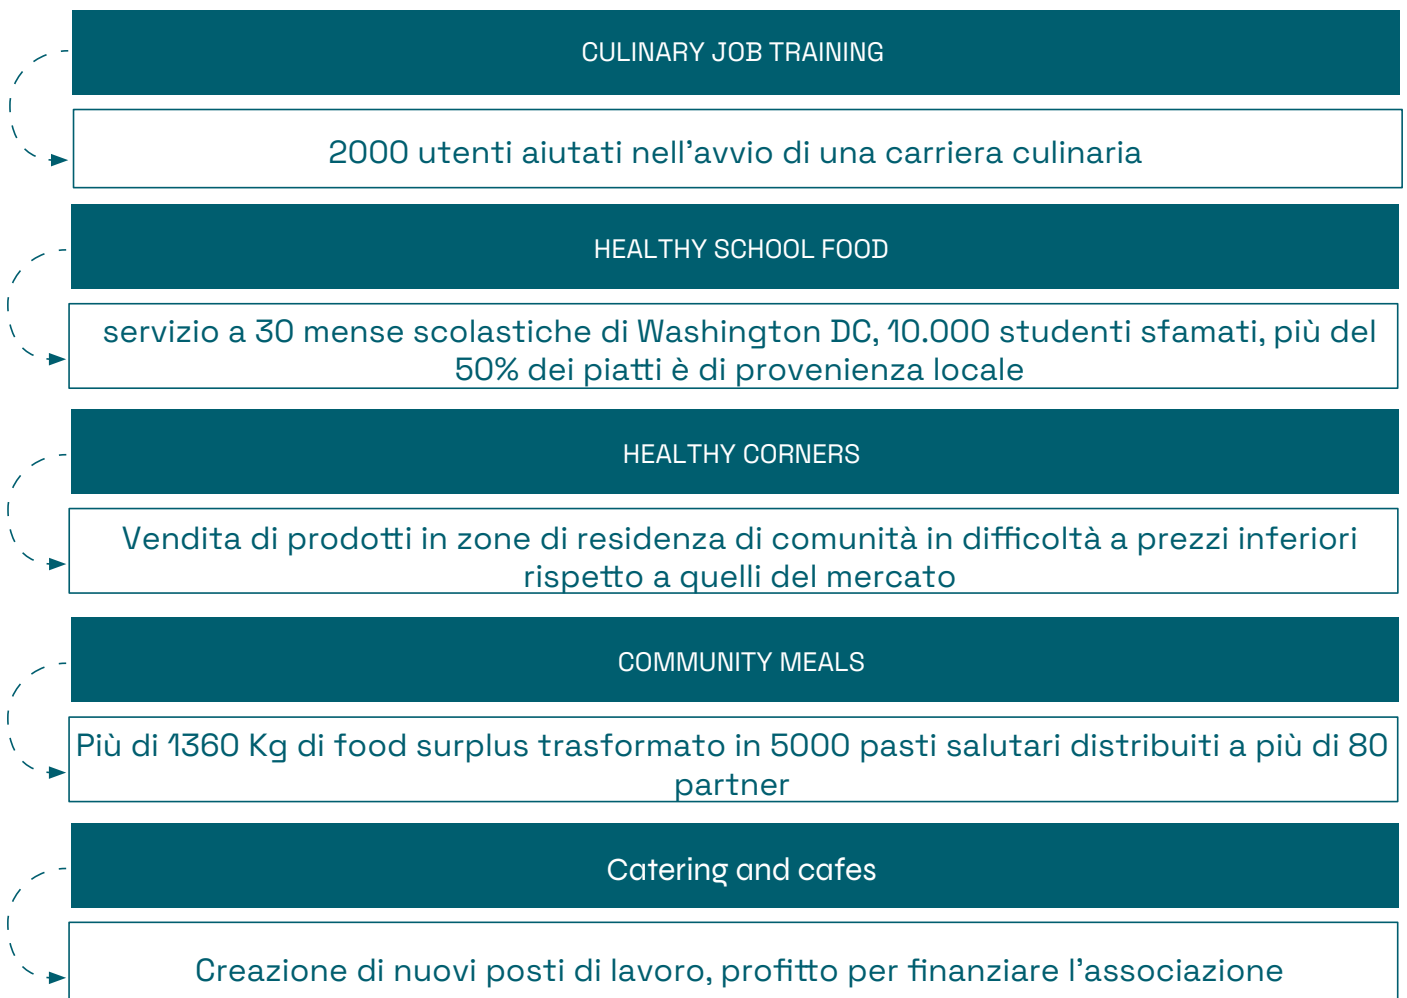 CULINARY JOB TRAINING
2000 utenti aiutati nell'avvio di una carriera culinaria
HEALTHY SCHOOL FOOD
servizio a 30 mense scolastiche di Washington DC, 10.000 studenti sfamati, più del
50% dei piatti è di provenienza locale
HEALTHY CORNERS
Vendita di prodotti in zone di residenza di comunità in difficoltà a prezzi inferiori
rispetto a quelli del mercato
COMMUNITY MEALS
Più di 1360 Kg di food surplus trasformato in 5000 pasti salutari distribuiti a più di 80
partner
Catering and cafes
Creazione di nuovi posti di lavoro, profitto per finanziare l'associazione